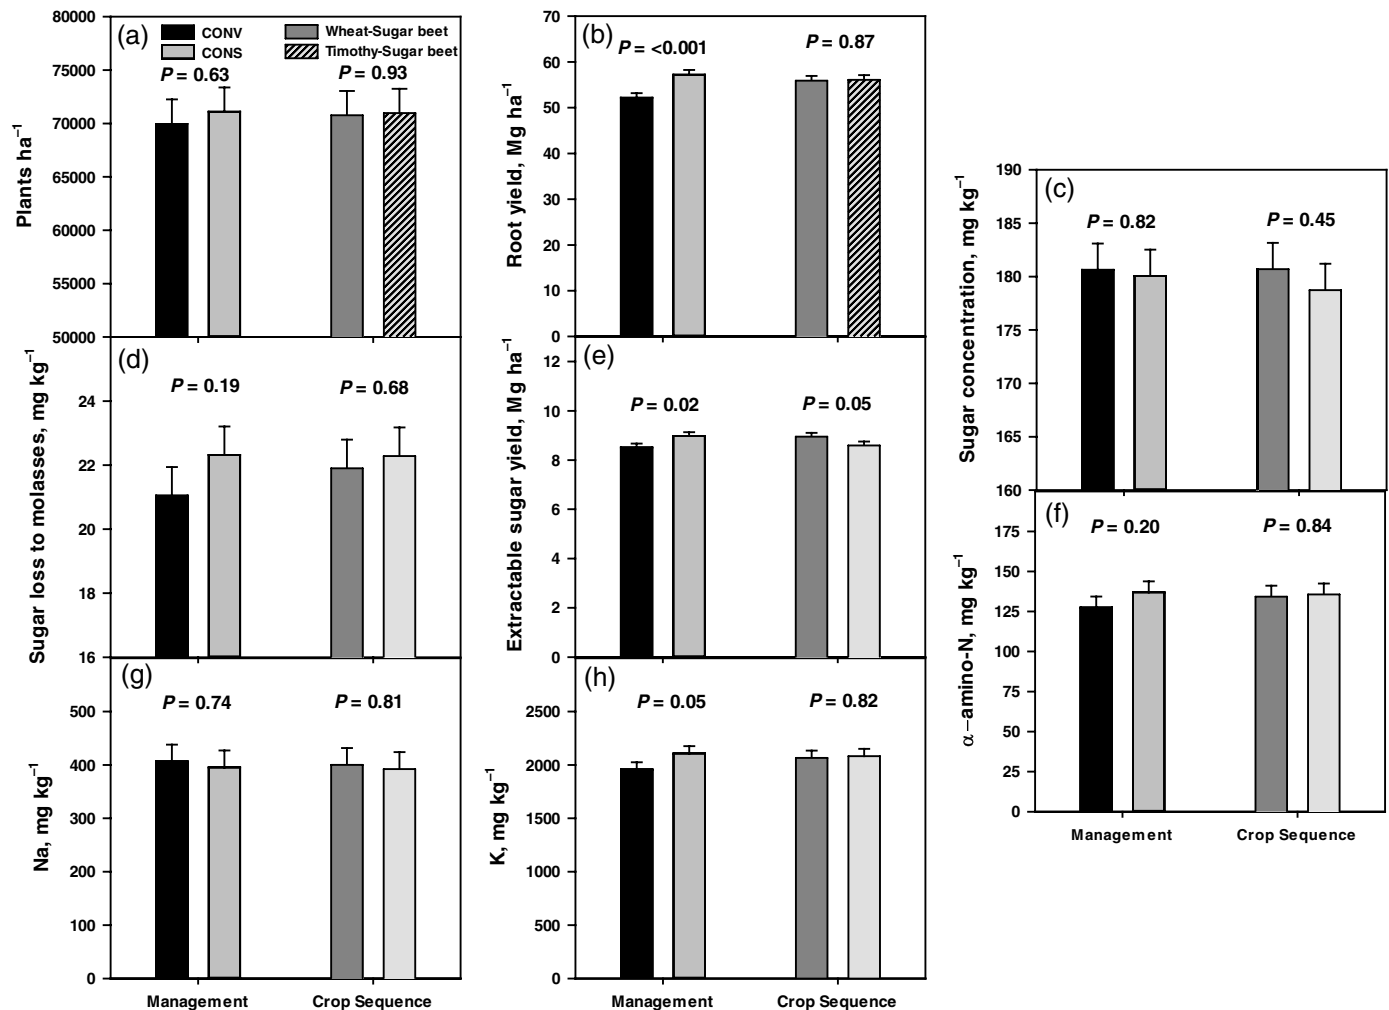 (a)
CONV
CONS
Wheat-Sugar beet
Timothy-Sugar beet
P = 0.63
P = 0.93
80000
75000
70000
65000
60000
55000
50000
Plants ha⁻¹
(b)
P = <0.001
P = 0.87
70
60
50
40
30
20
10
0
Root yield, Mg ha⁻¹
(c)
P = 0.82
P = 0.45
190
185
180
175
170
165
160
Sugar concentration, mg kg⁻¹
(d)
P = 0.19
P = 0.68
24
22
20
18
16
Sugar loss to molasses, mg kg⁻¹
(e)
P = 0.02
P = 0.05
12
10
8
6
4
2
0
Extractable sugar yield, Mg ha⁻¹
(f)
P = 0.20
P = 0.84
175
150
125
100
75
50
25
0
α−amino-N, mg kg⁻¹
Management
Crop Sequence
(g)
P = 0.74
P = 0.81
500
400
300
200
100
0
Na, mg kg⁻¹
Management
Crop Sequence
(h)
P = 0.05
P = 0.82
2500
2000
1500
1000
500
0
K, mg kg⁻¹
Management
Crop Sequence